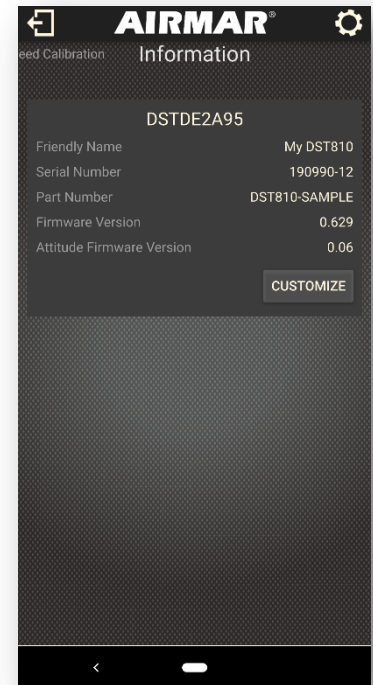 AIRMAR®
eed Calibration Information
DSTDE2A95
Friendly Name My DST810
Serial Number 190990-12
Part Number DST810-SAMPLE
Firmware Version 0.629
Attitude Firmware Version 0.06
CUSTOMIZE